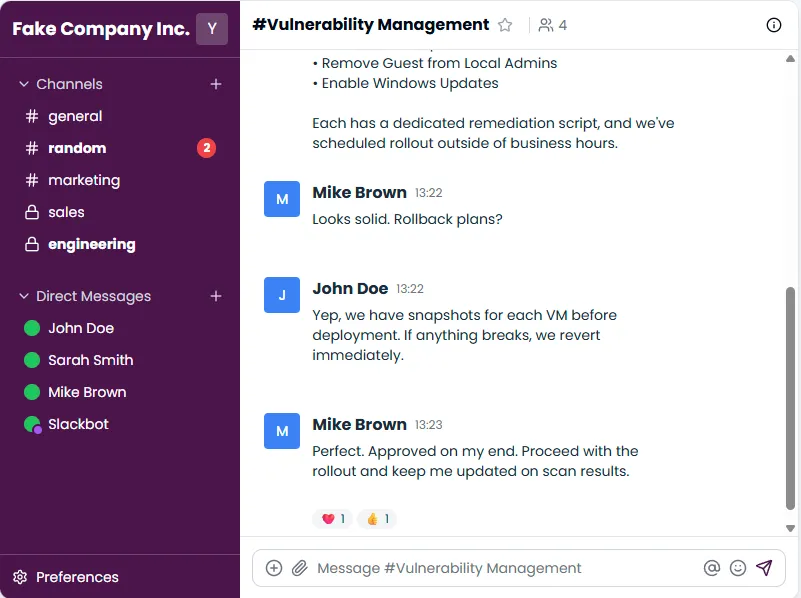 Fake Company Inc. Y
Channels
general
random 2
marketing
sales
engineering
Direct Messages
John Doe
Sarah Smith
Mike Brown
Slackbot
Preferences
#Vulnerability Management 4
• Remove Guest from Local Admins
• Enable Windows Updates
Each has a dedicated remediation script, and we've
scheduled rollout outside of business hours.
M
Mike Brown 13:22
Looks solid. Rollback plans?
J
John Doe 13:22
Yep, we have snapshots for each VM before
deployment. If anything breaks, we revert
immediately.
M
Mike Brown 13:23
Perfect. Approved on my end. Proceed with the
rollout and keep me updated on scan results.
❤️ 1 👍 1
Message #Vulnerability Management